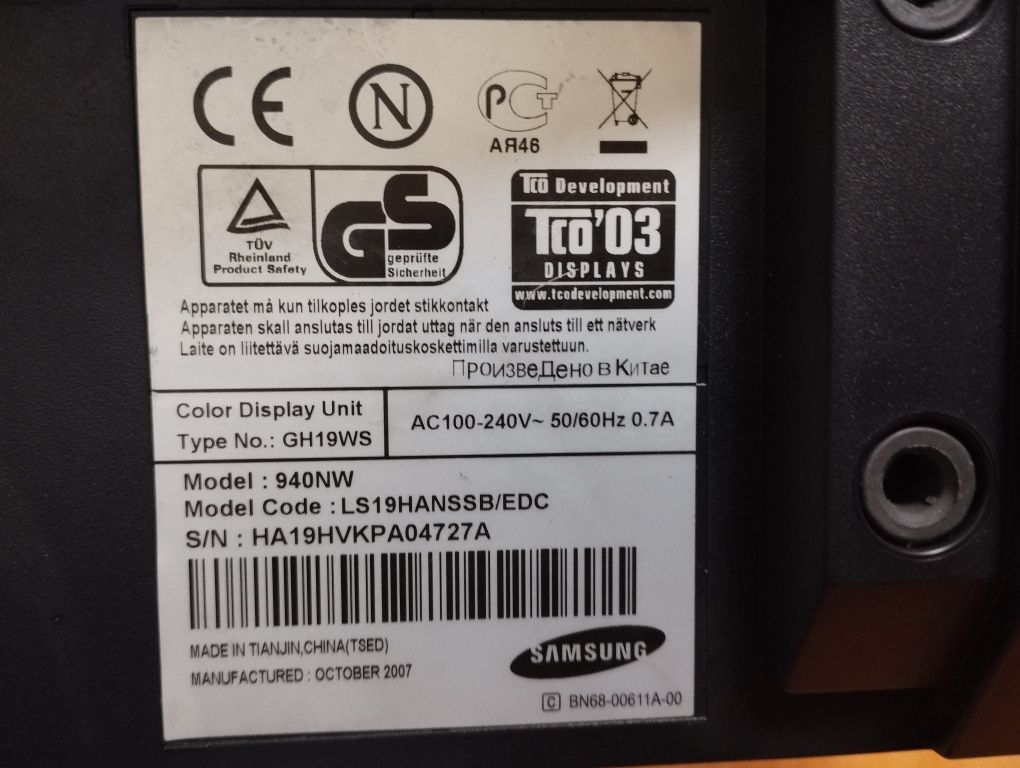 CE N РСТ
АЯ46
TCO Development
TCO'03
DISPLAYS
www.tcodevelopment.com
TÜV
Rheinland
Product Safety
GS
geprüfte
Sicherheit
Apparatet må kun tilkoples jordet stikkontakt
Apparaten skall anslutas till jordat uttag när den ansluts till ett nätverk
Laite on liitettävä suojamaadoituskoskettimilla varustettuun.
ПроизвеДено в Китае
Color Display Unit
Type No.: GH19WS
AC100-240V~ 50/60Hz 0.7A
Model : 940NW
Model Code : LS19HANSSB/EDC
S/N : HA19HVKPA04727A
MADE IN TIANJIN,CHINA(TSED)
MANUFACTURED : OCTOBER 2007
SAMSUNG
C BN68-00611A-00